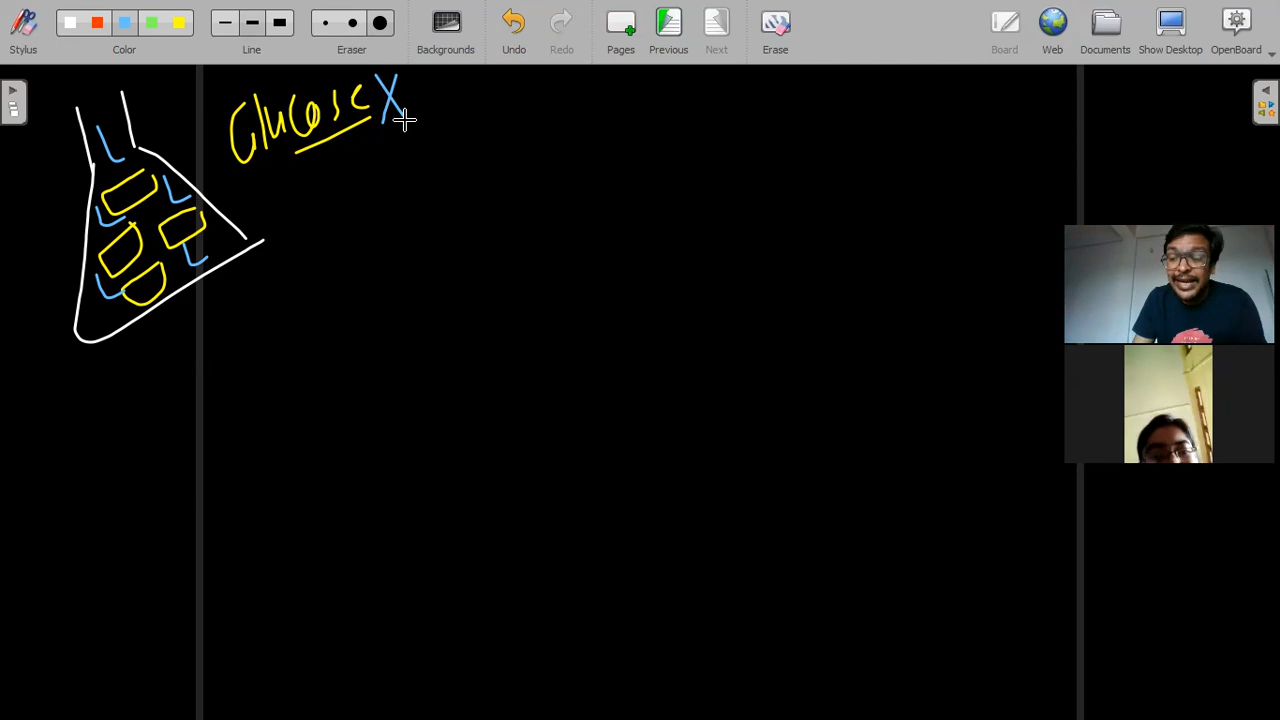 Stylus
Color
Line
Eraser
Backgrounds
Undo
Redo
Pages
Previous
Next
Erase
Board
Web
Documents
Show Desktop
OpenBoard
Glucose X